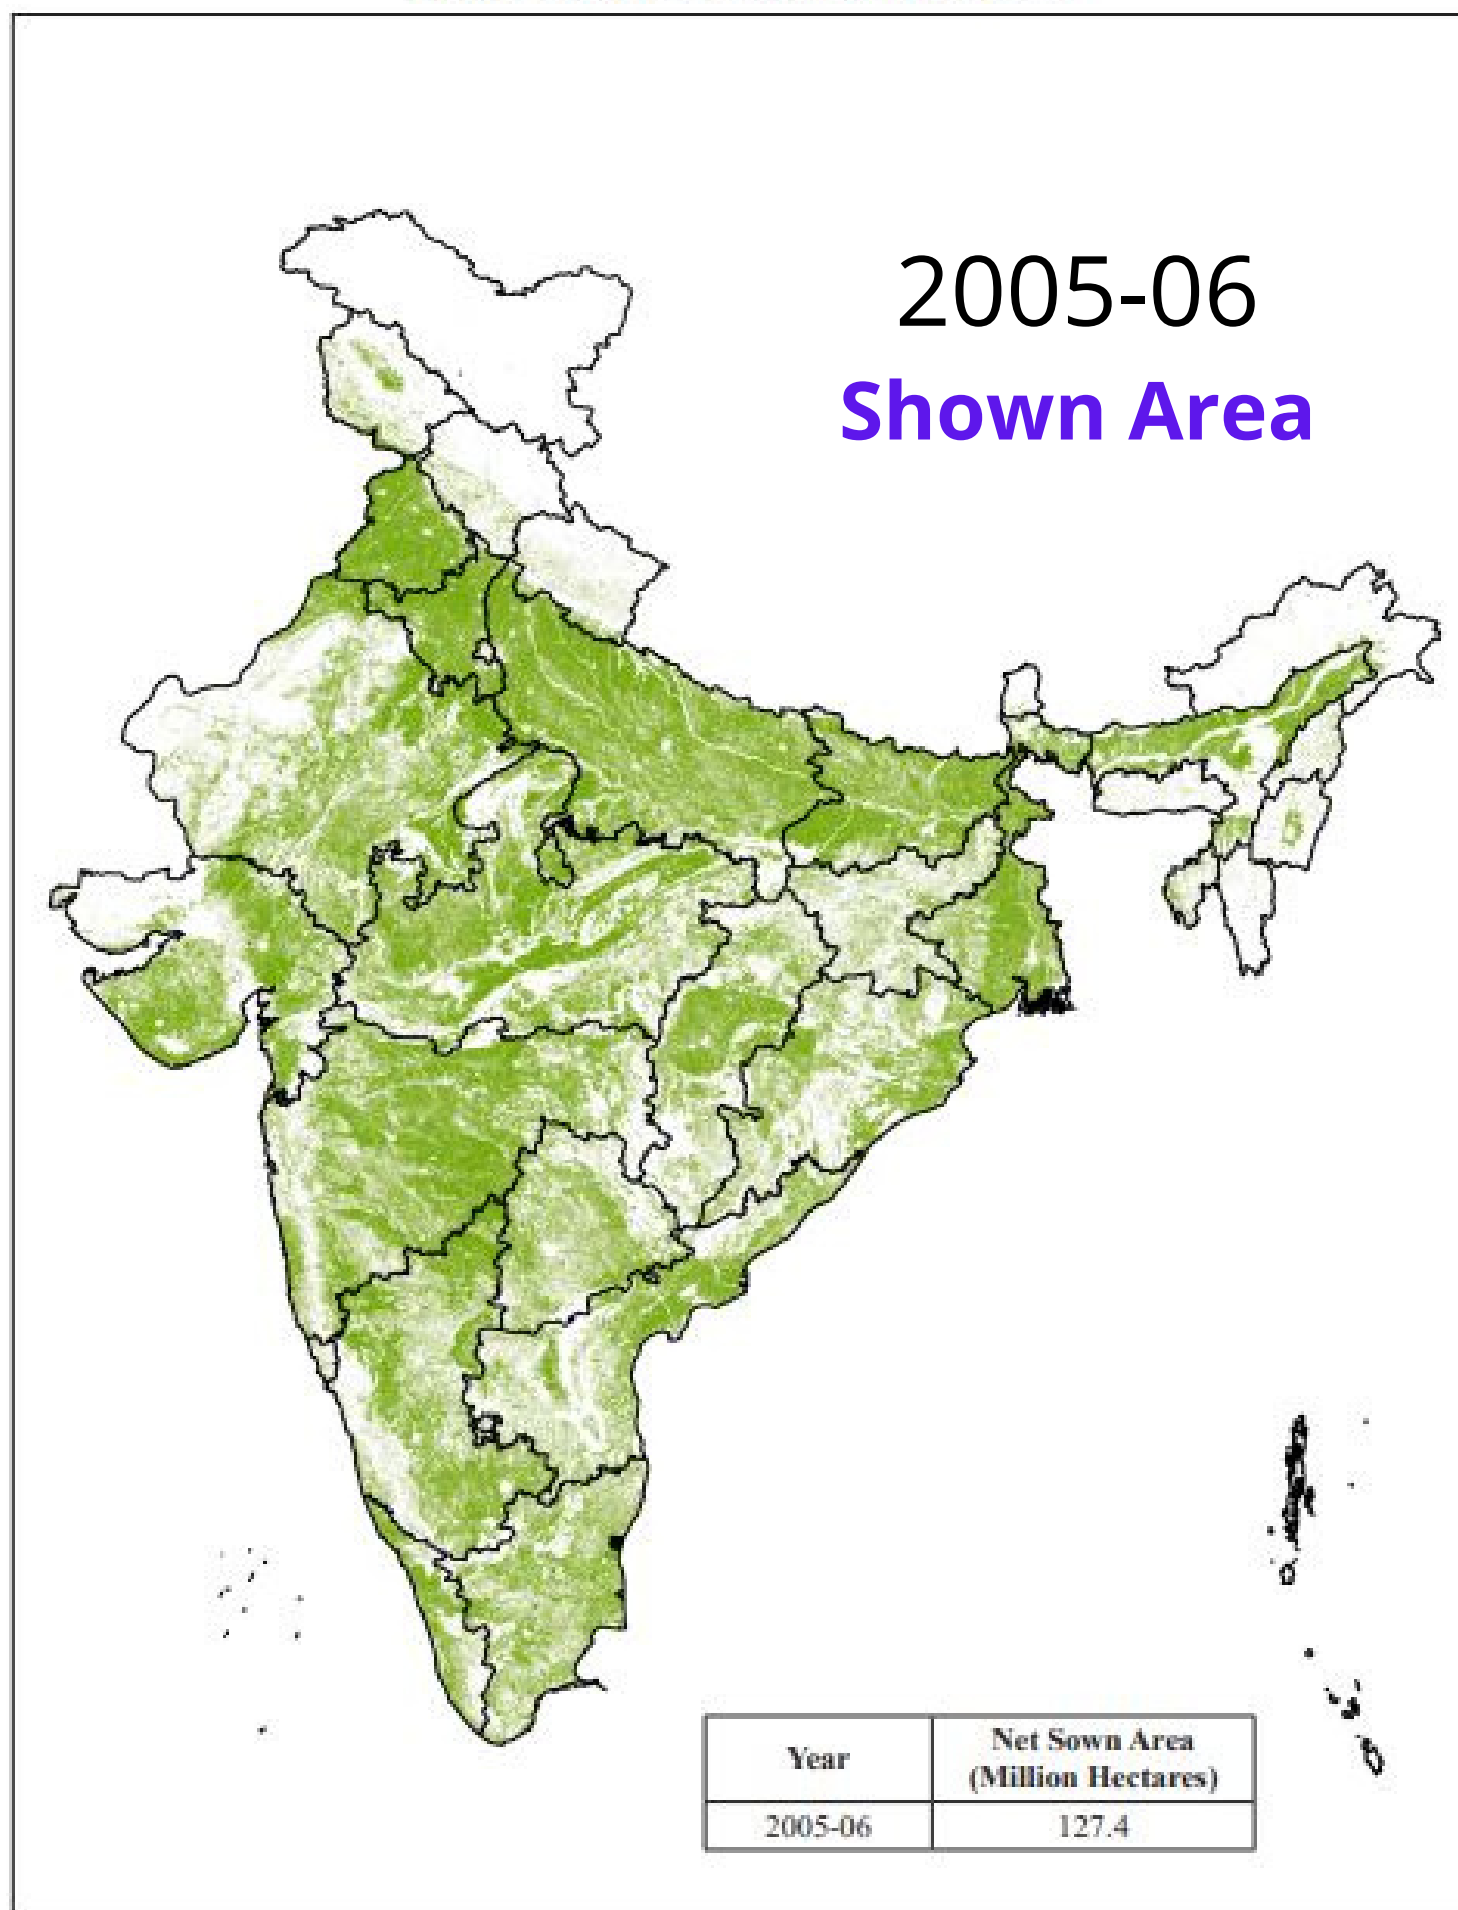 2005-06
Shown Area
Year
Net Sown Area
(Million Hectares)
2005-06
127.4